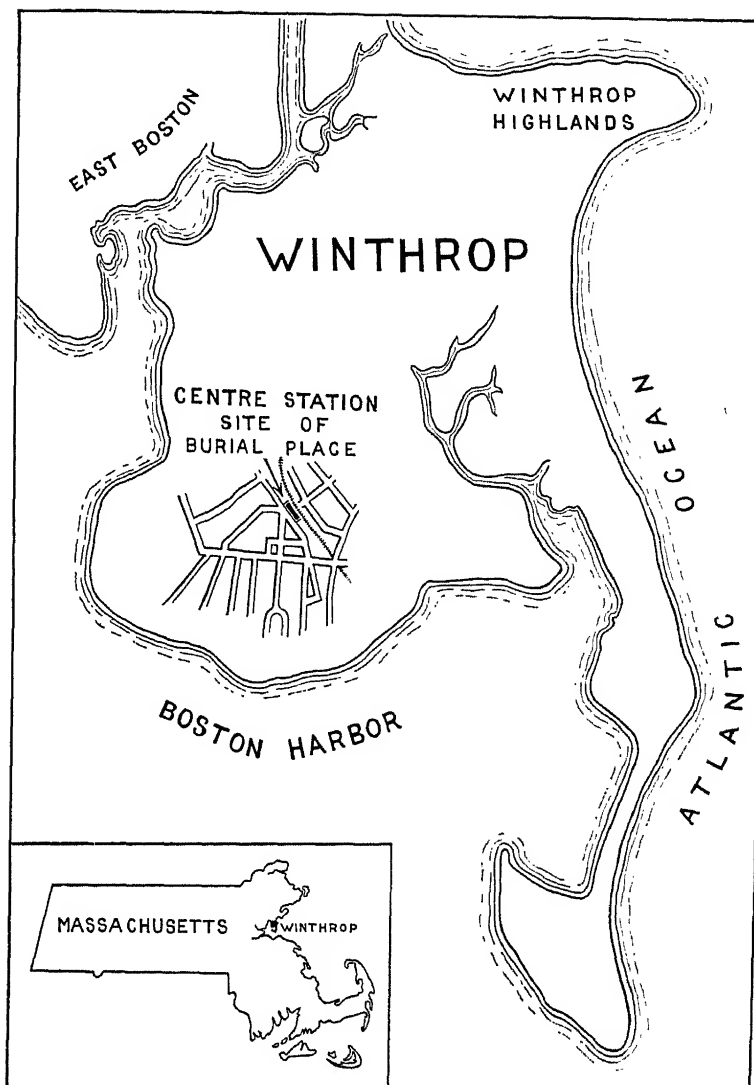 WINTHROP
HIGHLANDS
EAST BOSTON
WINTHROP
CENTRE STATION
SITE OF
BURIAL PLACE
OCEAN
ATLANTIC
BOSTON HARBOR
MASSACHUSETTS
WINTHROP